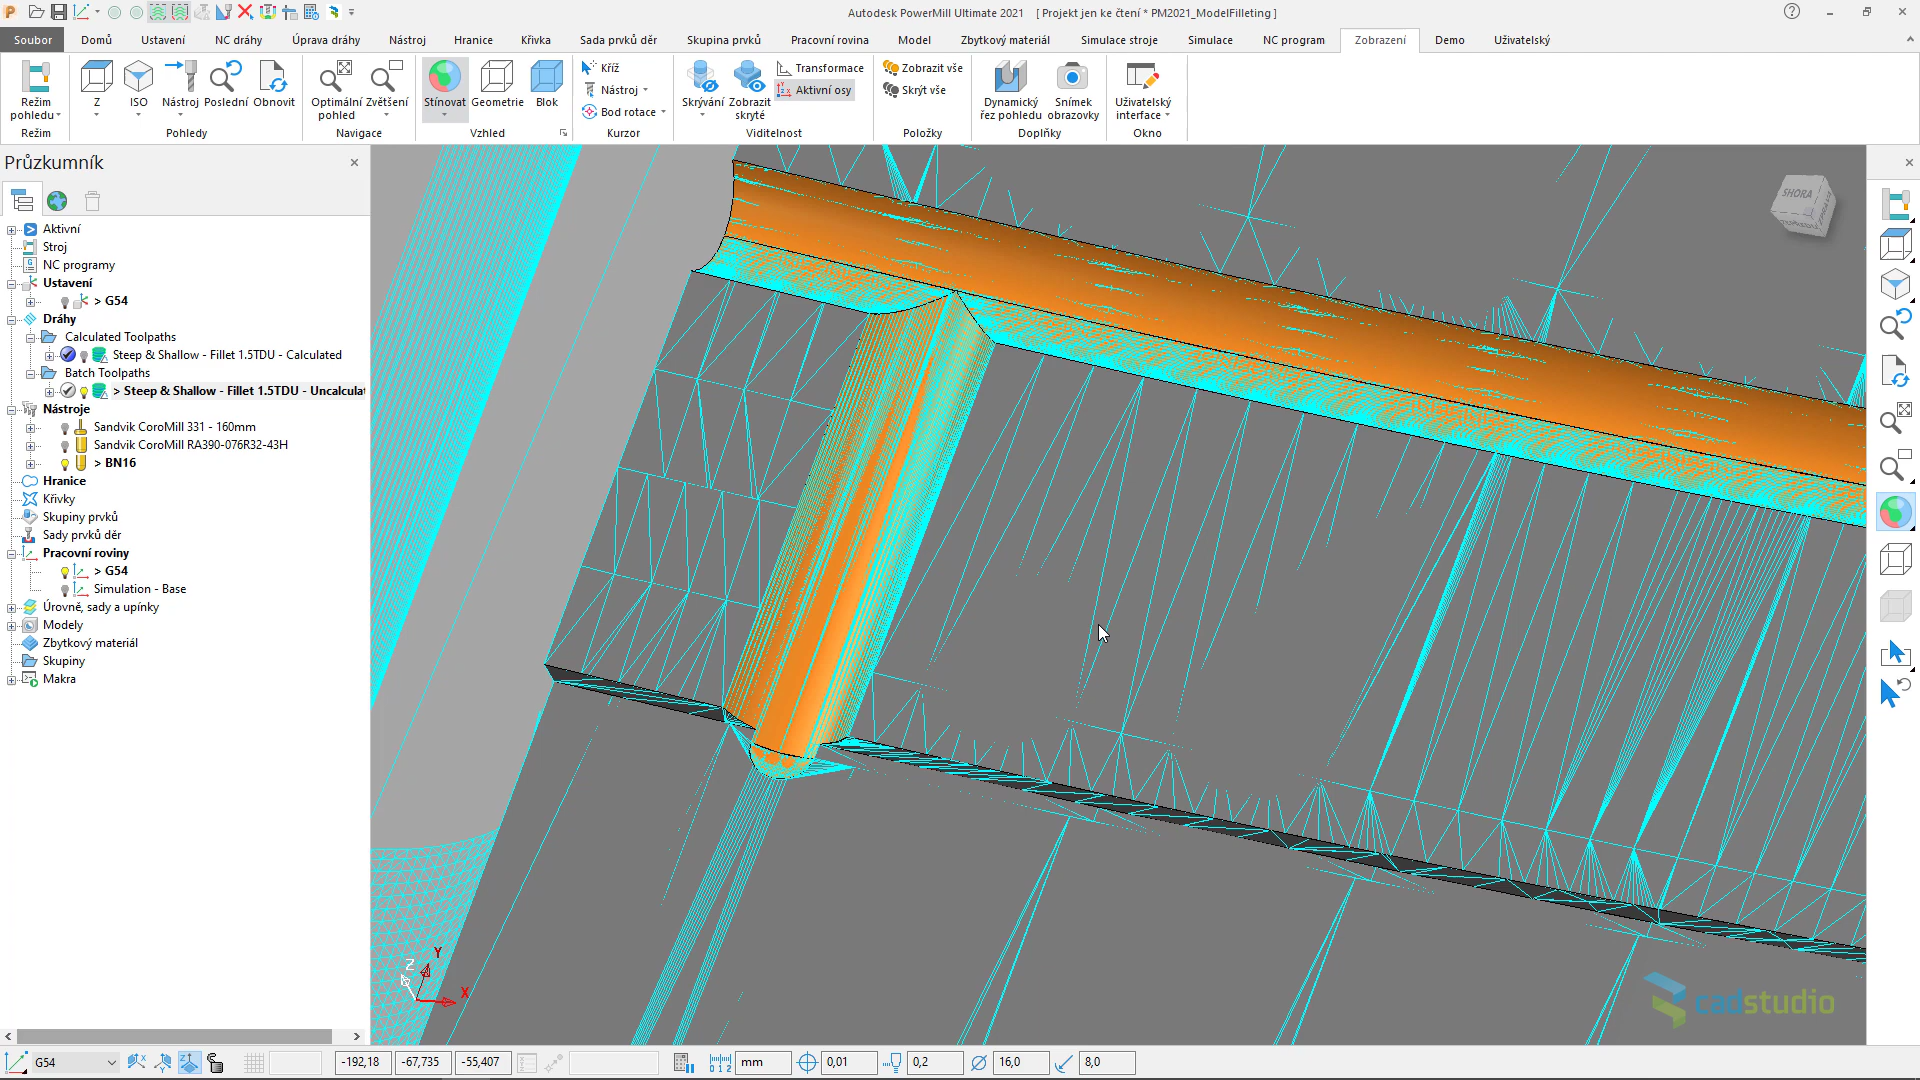 Autodesk PowerMill Ultimate 2021 [ Projekt jen ke čtení * PM2021_ModelFilleting ]
Soubor Domů Ustavení NC dráhy Úprava dráhy Nástroj Hranice Křivka Sada prvků děr Skupina prvků Pracovní rovina Model Zbytkový materiál Simulace stroje Simulace NC program Zobrazení Demo Uživatelský
Režim pohledu
Režim
Z ISO Nástroj Poslední Obnovit
Pohledy
Optimální pohled Zvětšení
Navigace
Stínovat Geometrie Blok
Vzhled
Kříž
Nástroj
Bod rotace
Kurzor
Skrývání Zobrazit skryté
Transformace
Aktivní osy
Viditelnost
Zobrazit vše
Skrýt vše
Položky
Dynamický řez pohledu Snímek obrazovky
Doplňky
Uživatelský interface
Okno
Průzkumník
Aktivní
Stroj
NC programy
Ustavení
> G54
Dráhy
Calculated Toolpaths
Steep & Shallow - Fillet 1.5TDU - Calculated
Batch Toolpaths
> Steep & Shallow - Fillet 1.5TDU - Uncalculat
Nástroje
Sandvik CoroMill 331 - 160mm
Sandvik CoroMill RA390-076R32-43H
> BN16
Hranice
Křivky
Skupiny prvků
Sady prvků děr
Pracovní roviny
> G54
Simulation - Base
Úrovně, sady a upínky
Modely
Zbytkový materiál
Skupiny
Makra
SHORA
Z Y X
cadstudio
G54 -192,18 -67,735 -55,407 mm 0,01 0,2 16,0 8,0